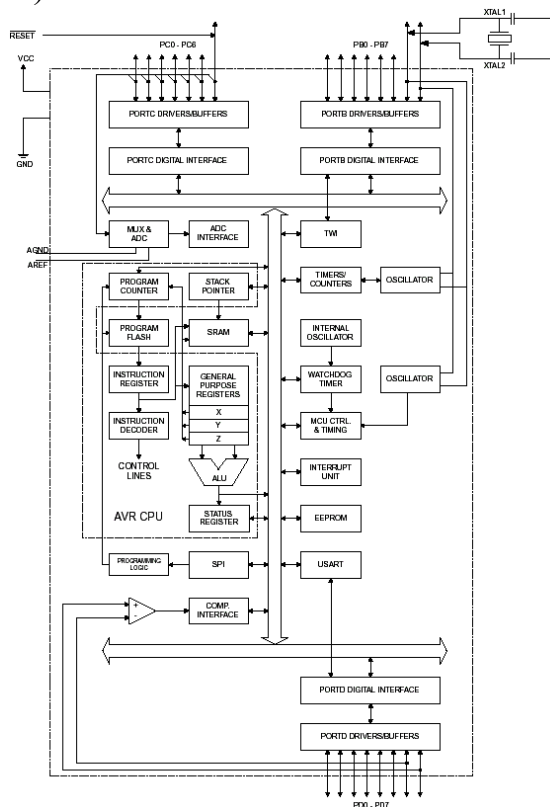 XTAL1
RESET
PC0 - PC6
PB0 - PB7
VCC
XTAL2
PORTC DRIVERS/BUFFERS
PORTB DRIVERS/BUFFERS
GND
PORTC DIGITAL INTERFACE
PORTB DIGITAL INTERFACE
MUX &
ADC
ADC
INTERFACE
TWI
AGND
AREF
PROGRAM
COUNTER
STACK
POINTER
TIMERS/
COUNTERS
OSCILLATOR
PROGRAM
FLASH
SRAM
INTERNAL
OSCILLATOR
INSTRUCTION
REGISTER
GENERAL
PURPOSE
REGISTERS
WATCHDOG
TIMER
OSCILLATOR
X
Y
Z
INSTRUCTION
DECODER
MCU CTRL.
& TIMING
CONTROL
LINES
ALU
INTERRUPT
UNIT
AVR CPU
STATUS
REGISTER
EEPROM
PROGRAMMING
LOGIC
SPI
USART
+
-
COMP.
INTERFACE
PORTD DIGITAL INTERFACE
PORTD DRIVERS/BUFFERS
PD0 - PD7